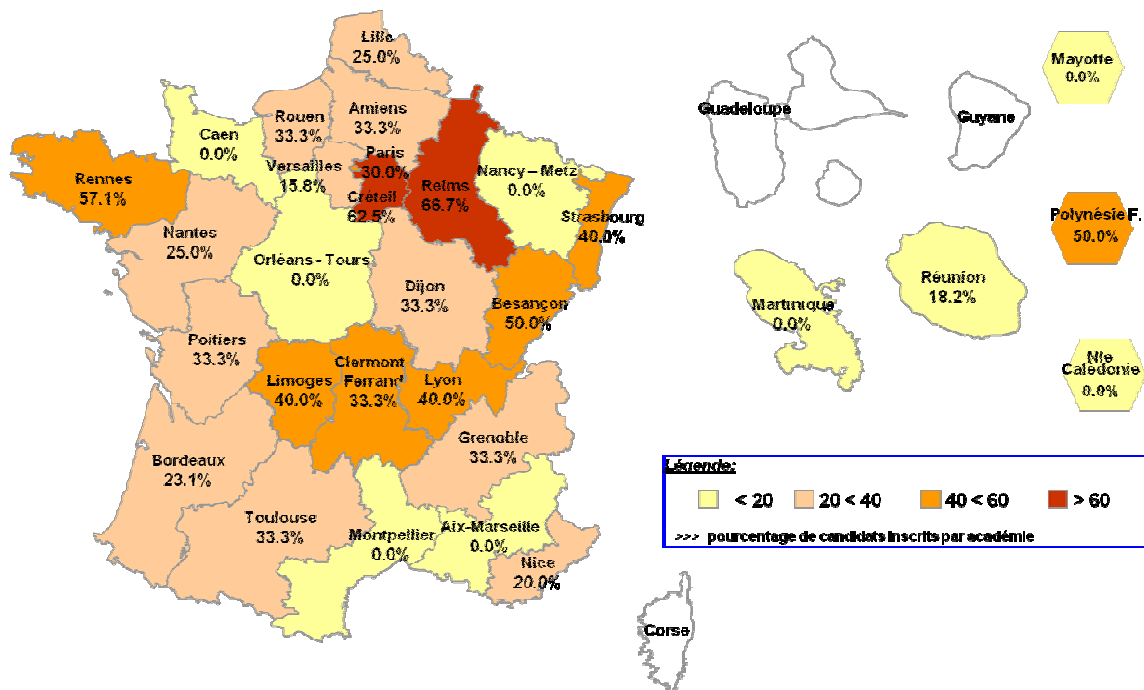 Lille
25.0%
Rouen
33.3%
Amiens
33.3%
Caen
0.0%
Versailles
15.8%
Paris
30.0%
Créteil
62.5%
Reims
66.7%
Nancy – Metz
0.0%
Strasbourg
40.0%
Rennes
57.1%
Nantes
25.0%
Orléans - Tours
0.0%
Dijon
33.3%
Besançon
50.0%
Poitiers
33.3%
Limoges
40.0%
Clermont
Ferrand
33.3%
Lyon
40.0%
Grenoble
33.3%
Bordeaux
23.1%
Toulouse
33.3%
Montpellier
0.0%
Aix-Marseille
0.0%
Nice
20.0%
Corse
Guadeloupe
Guyane
Mayotte
0.0%
Polynésie F.
50.0%
Martinique
0.0%
Réunion
18.2%
Nle
Calédonie
0.0%
Légende:
< 20
20 < 40
40 < 60
> 60
>>> pourcentage de candidats inscrits par académie